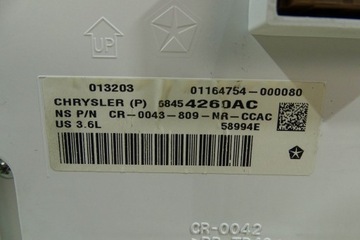 UP
013203 01164754-000080
CHRYSLER (P) 68454260AC
NS P/N CR-0043-809-NA-CCAC
US 3.6L 58994E
CR-0042